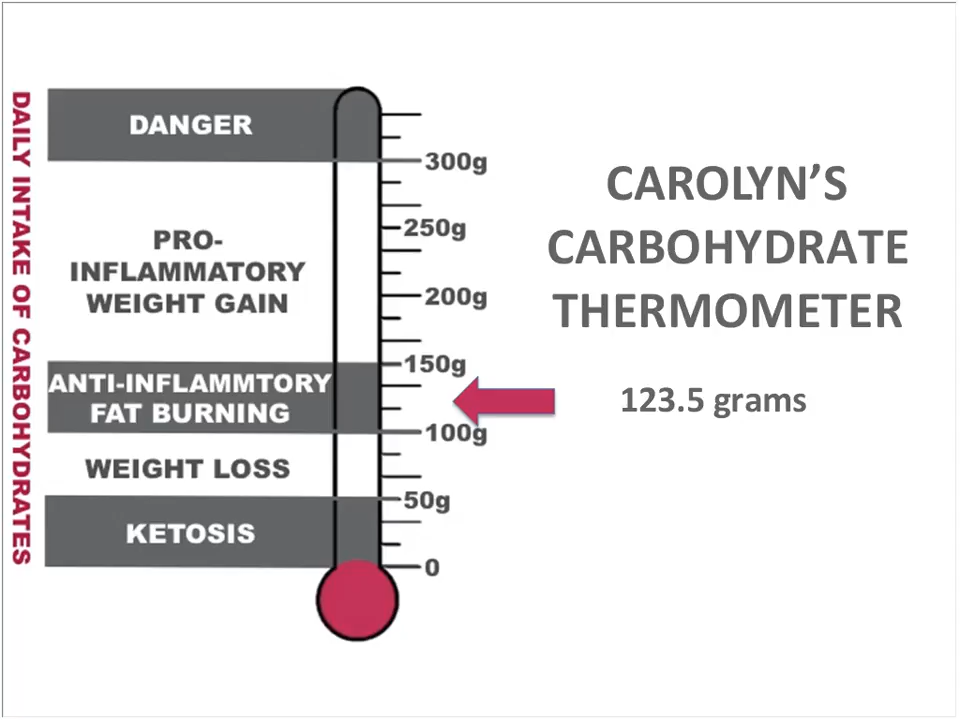 DAILY INTAKE OF CARBOHYDRATES
DANGER
PRO-
INFLAMMATORY
WEIGHT GAIN
ANTI-INFLAMMTORY
FAT BURNING
WEIGHT LOSS
KETOSIS
300g
250g
200g
150g
100g
50g
0
CAROLYN’S
CARBOHYDRATE
THERMOMETER
123.5 grams